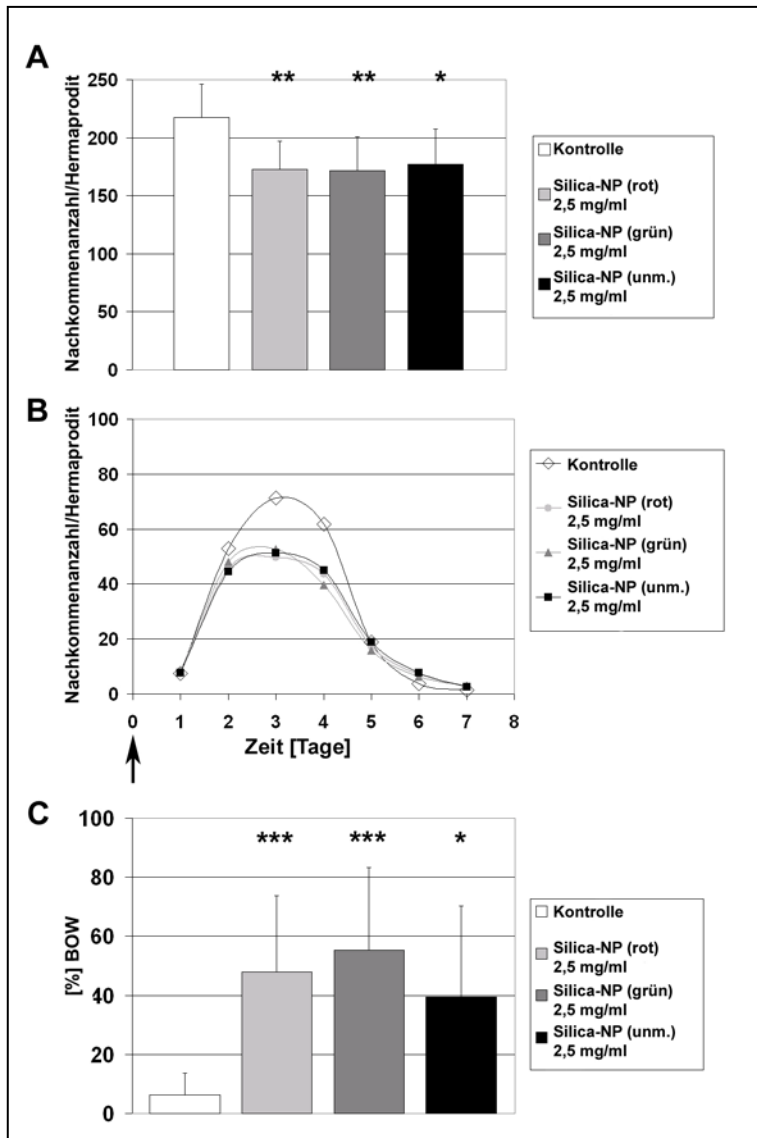 A
** ** *
250
200
150
100
50
0
Nachkommenanzahl/Hermaprodit
Kontrolle
Silica-NP (rot)
2,5 mg/ml
Silica-NP (grün)
2,5 mg/ml
Silica-NP (unm.)
2,5 mg/ml
B
100
80
60
40
20
0
Nachkommenanzahl/Hermaprodit
0 1 2 3 4 5 6 7 8
Zeit [Tage]
Kontrolle
Silica-NP (rot)
2,5 mg/ml
Silica-NP (grün)
2,5 mg/ml
Silica-NP (unm.)
2,5 mg/ml
C
*** *** *
100
80
60
40
20
0
[%] BOW
Kontrolle
Silica-NP (rot)
2,5 mg/ml
Silica-NP (grün)
2,5 mg/ml
Silica-NP (unm.)
2,5 mg/ml